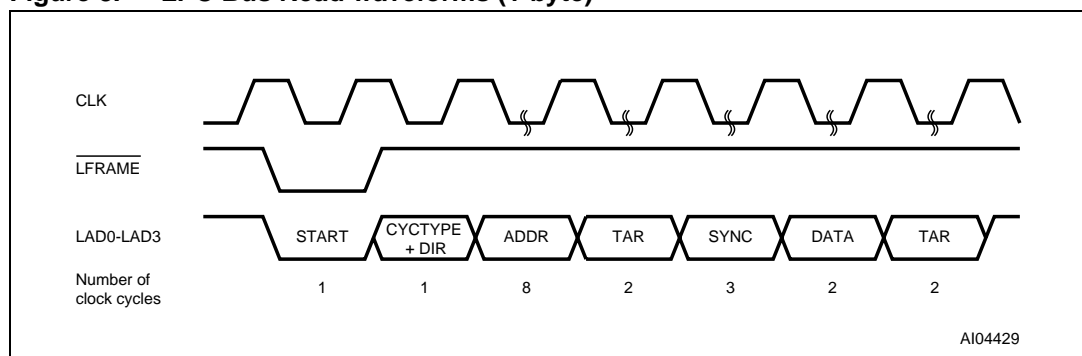 CLK
LFRAME
LAD0-LAD3
START
CYCTYPE
+ DIR
ADDR
TAR
SYNC
DATA
TAR
Number of
clock cycles
1
1
8
2
3
2
2
AI04429